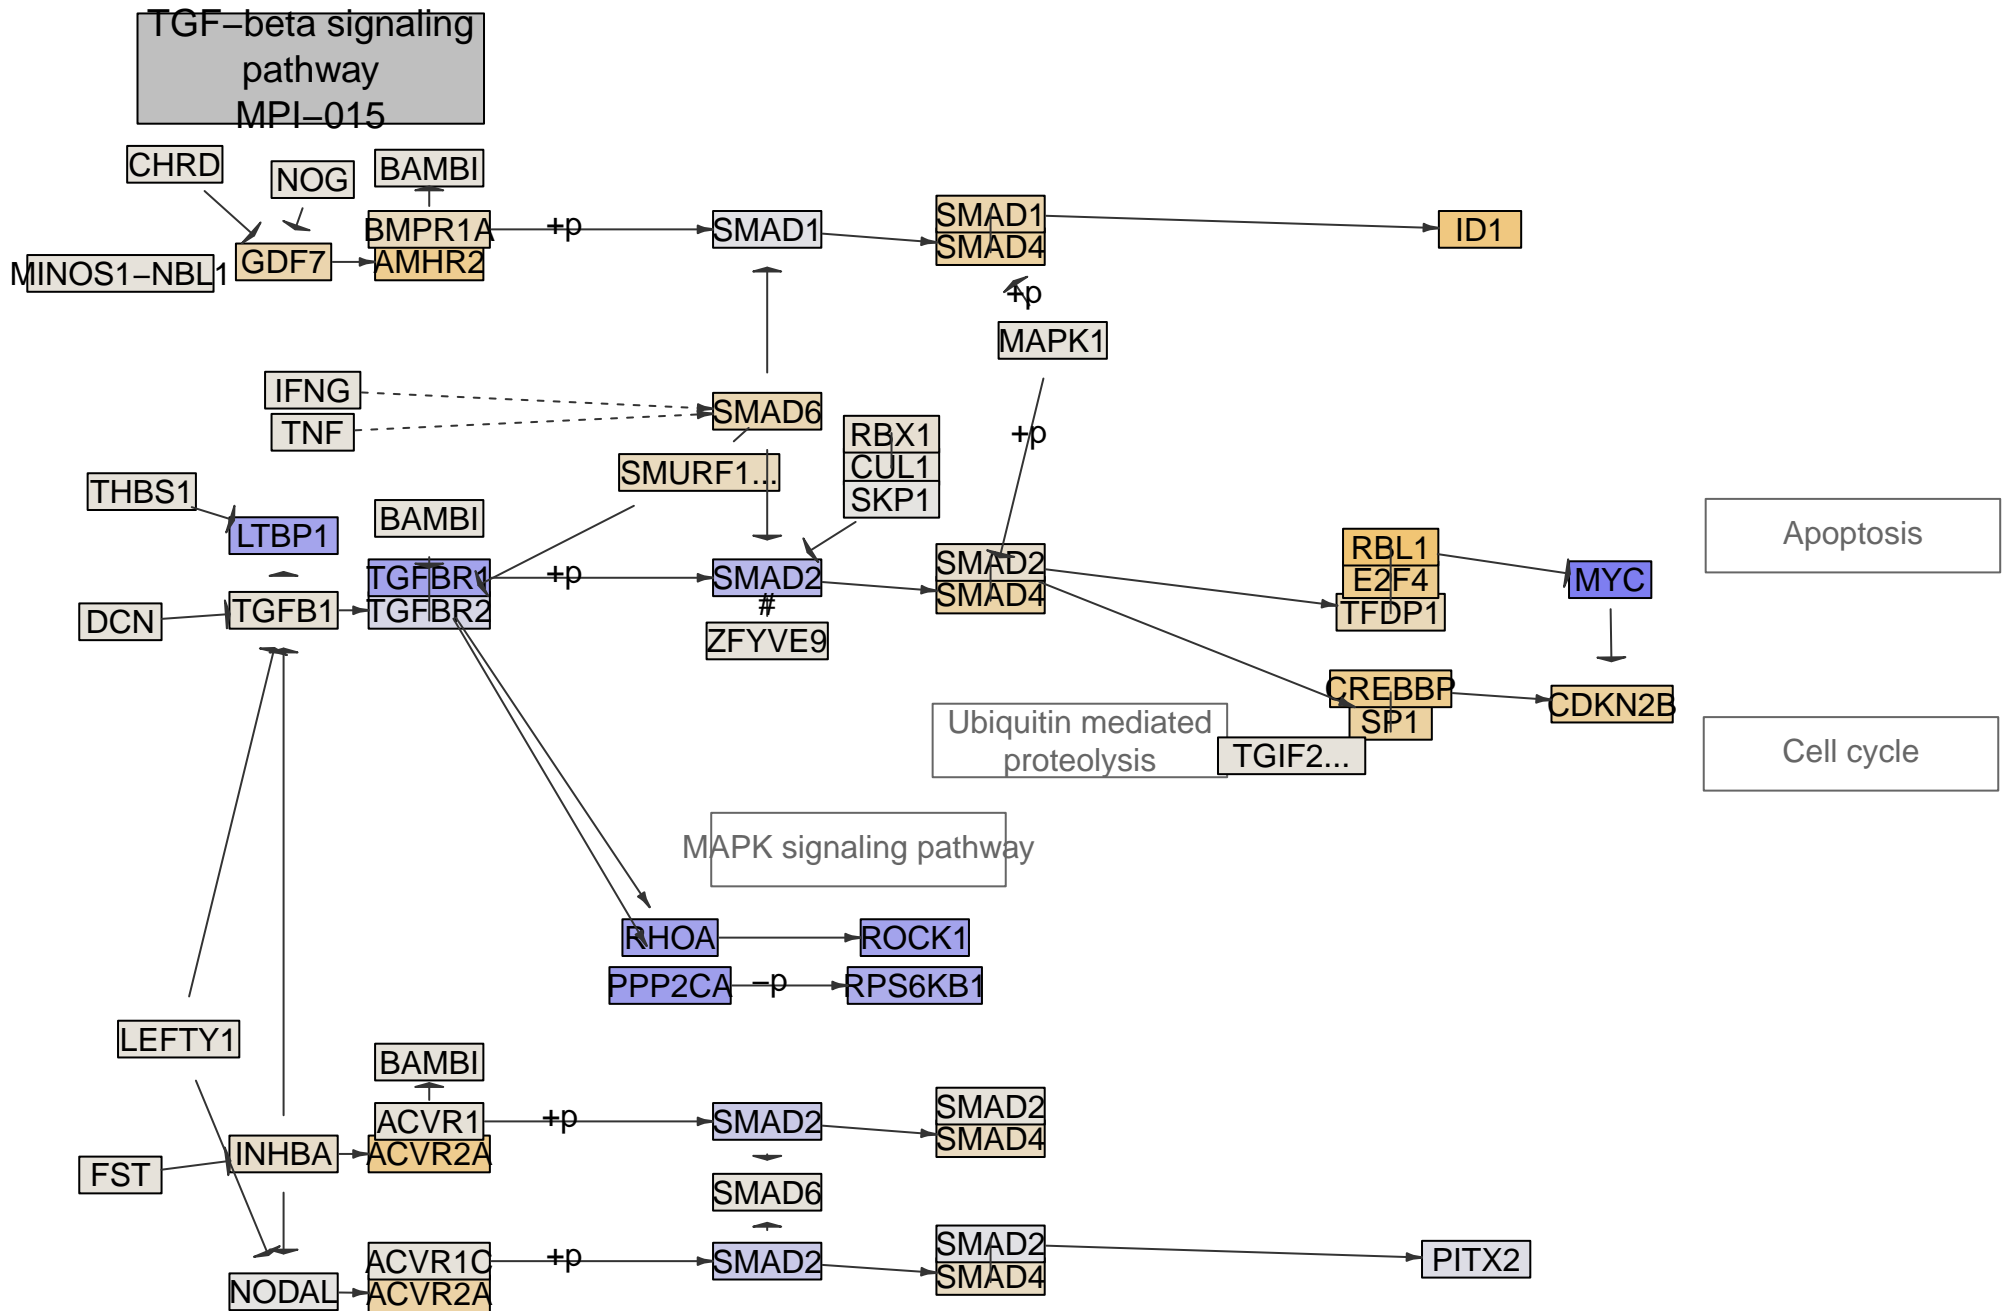 TGF−beta signaling
pathway
MPI−015
CHRD
NOG
BAMBI
BMPR1A
+p
SMAD1
SMAD1
SMAD4
ID1
MINOS1−NBL1
GDF7
AMHR2
+p
MAPK1
IFNG
TNF
SMAD6
RBX1
CUL1
SKP1
+p
SMURF1...
THBS1
LTBP1
BAMBI
TGFBR1
TGFBR2
+p
SMAD2
#
ZFYVE9
SMAD2
SMAD4
RBL1
E2F4
TFDP1
MYC
Apoptosis
DCN
TGFB1
CREBBP
SP1
CDKN2B
Ubiquitin mediated
proteolysis
TGIF2...
Cell cycle
MAPK signaling pathway
RHOA
ROCK1
PPP2CA
−p
RPS6KB1
LEFTY1
BAMBI
ACVR1
ACVR2A
+p
SMAD2
SMAD2
SMAD4
INHBA
FST
SMAD6
ACVR1C
ACVR2A
+p
SMAD2
SMAD2
SMAD4
PITX2
NODAL